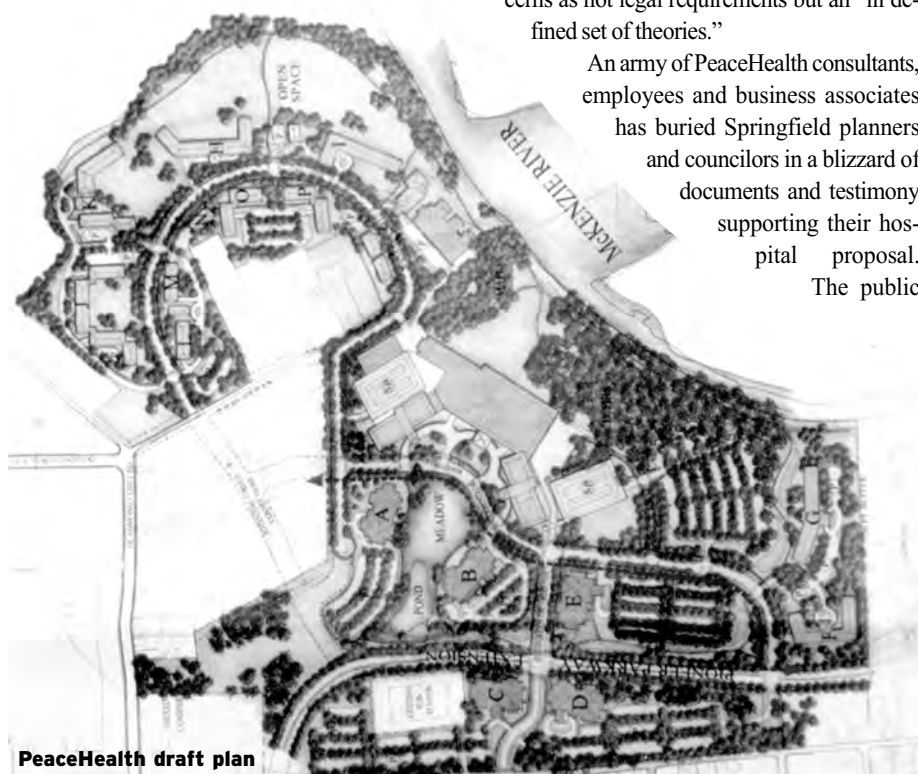 cerns as not legal requirements but an "ill de-
fined set of theories."
An army of PeaceHealth consultants,
employees and business associates
has buried Springfield planners
and councilors in a blizzard of
documents and testimony
supporting their hos-
pital proposal.
The public
OPEN
SPACE
McKENZIE RIVER
K
H
I
J
M
N
O
P
SP
SP
A
MEADOW
B
POND
E
G
F
PIONEER PARKWAY EXTENSION
C
D
PeaceHealth draft plan